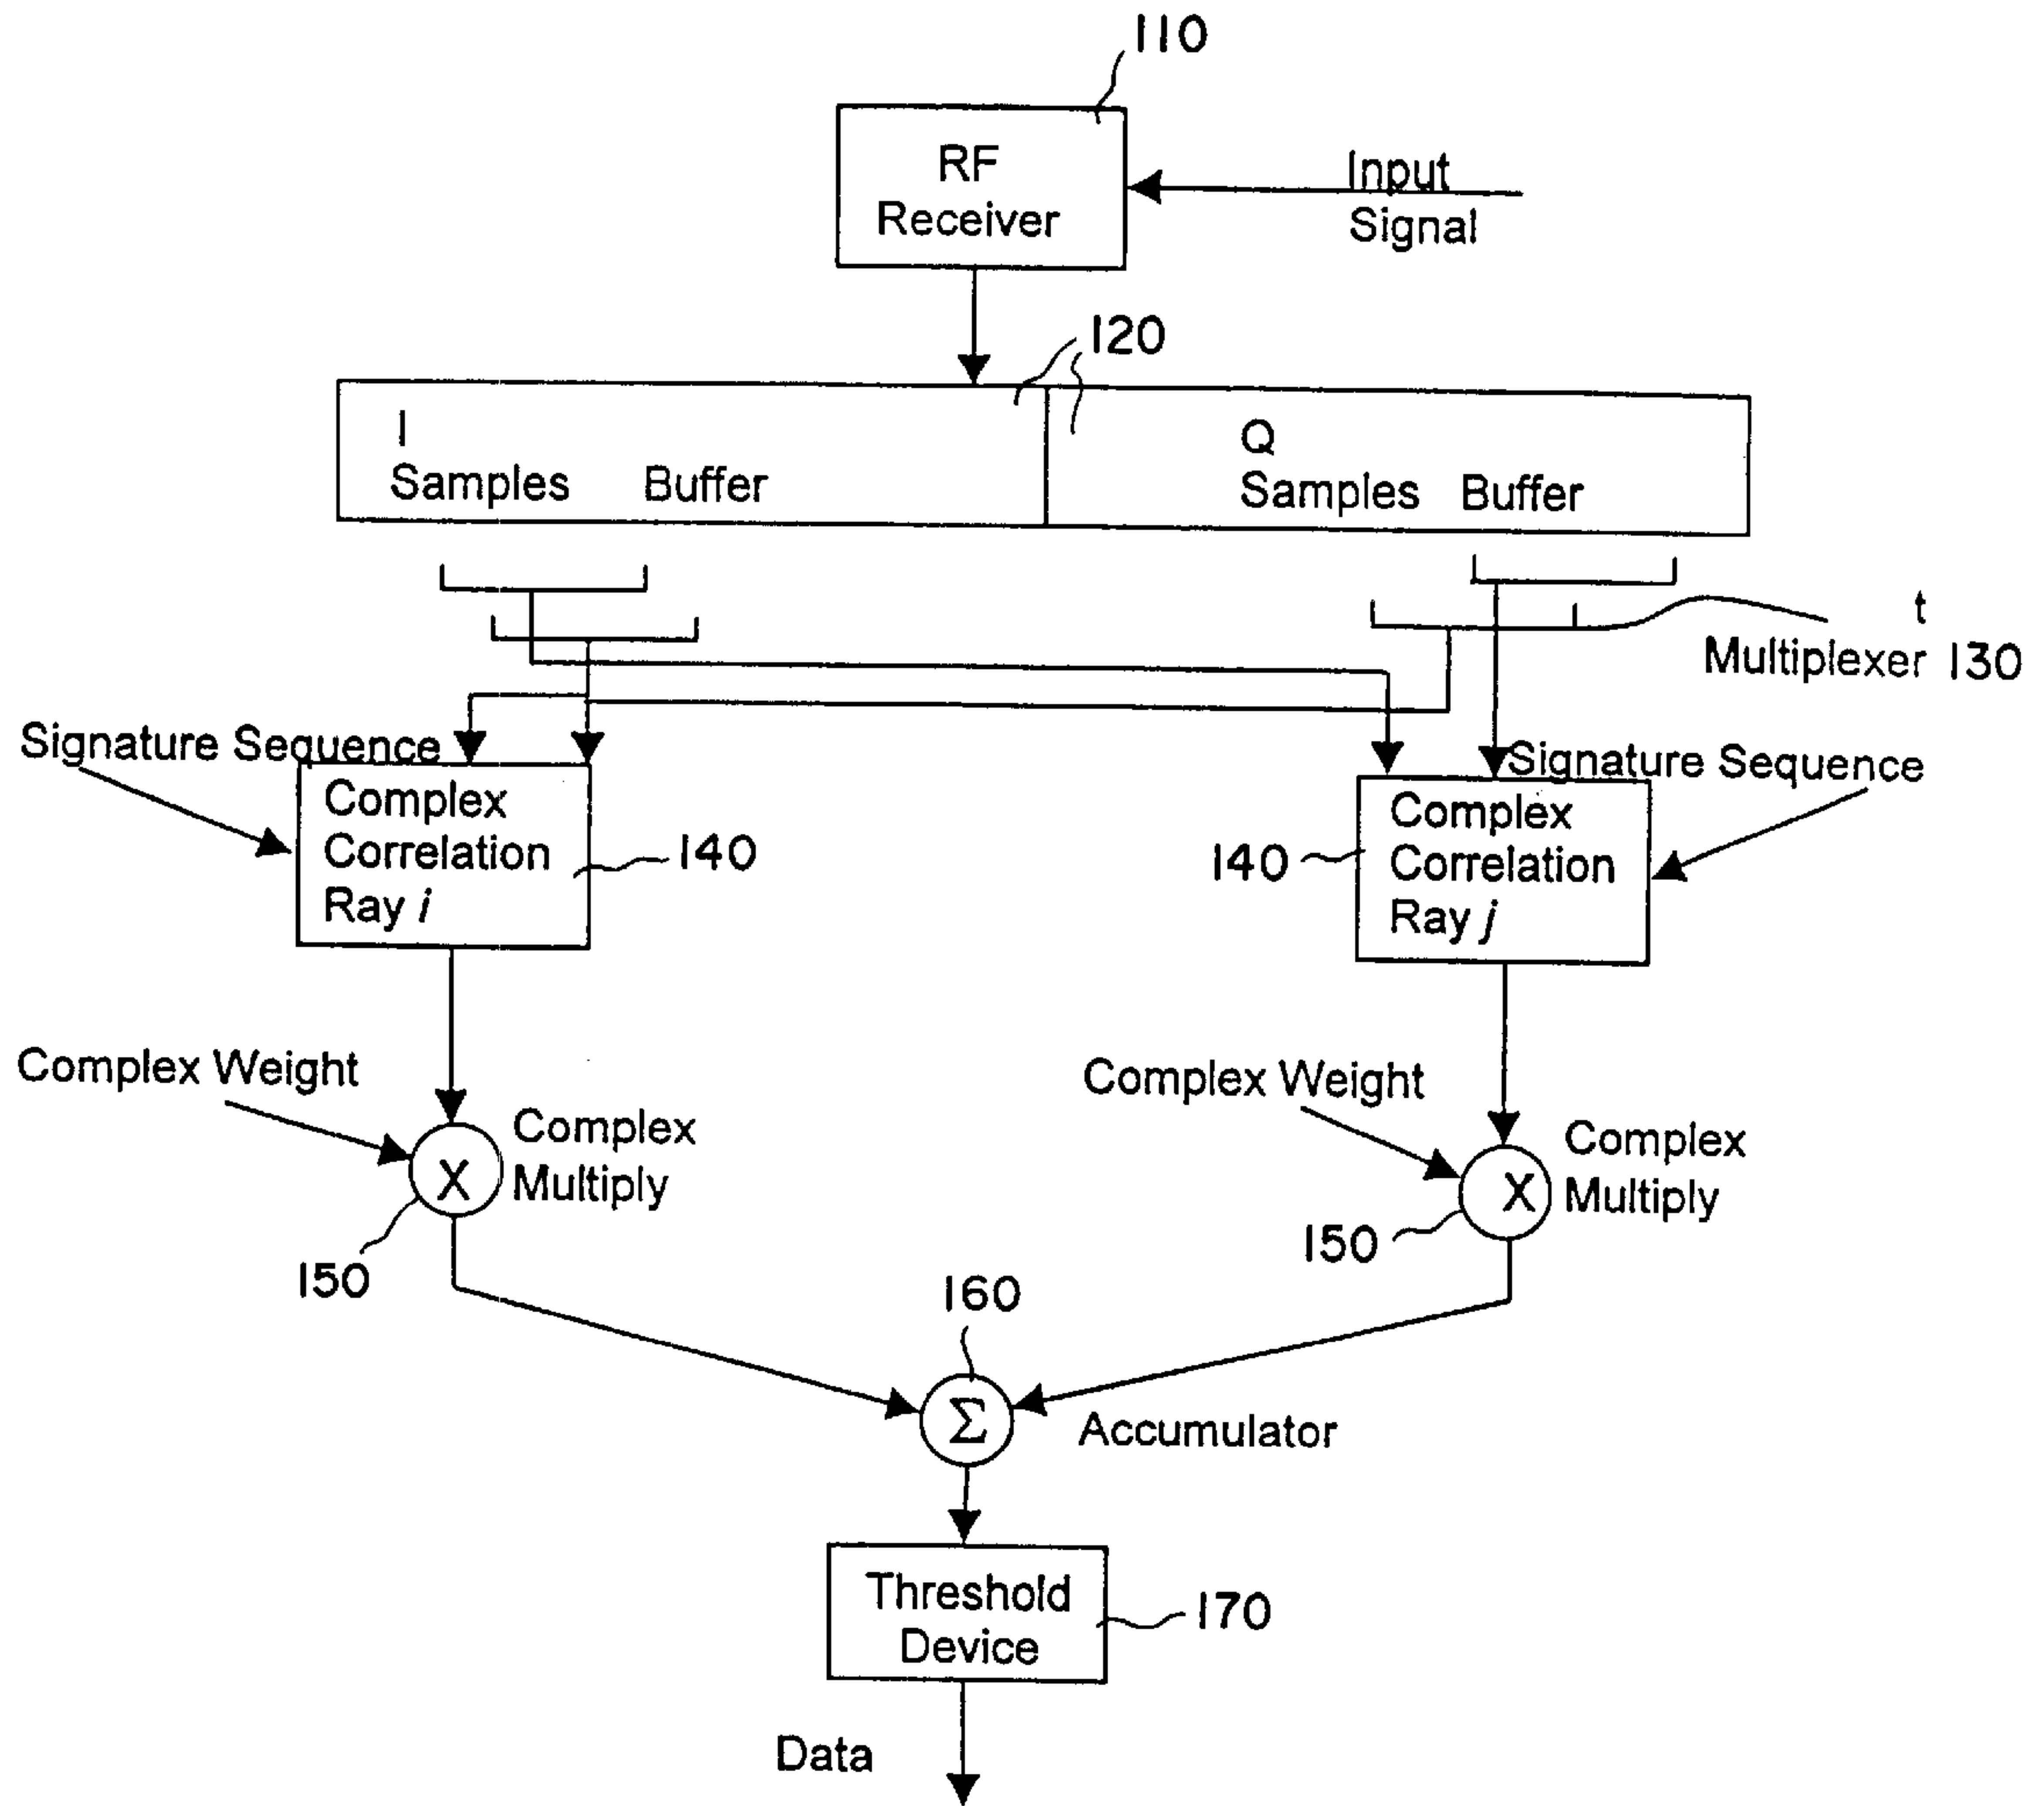 110
RF
Receiver
Input
Signal
120
I
Samples Buffer
Q
Samples Buffer
t
Multiplexer 130
Signature Sequence
Signature Sequence
Complex
Correlation
Ray i
140
140
Complex
Correlation
Ray j
Complex Weight
Complex
Multiply
X
150
Complex Weight
Complex
Multiply
X
150
160
Σ
Accumulator
Threshold
Device
170
Data